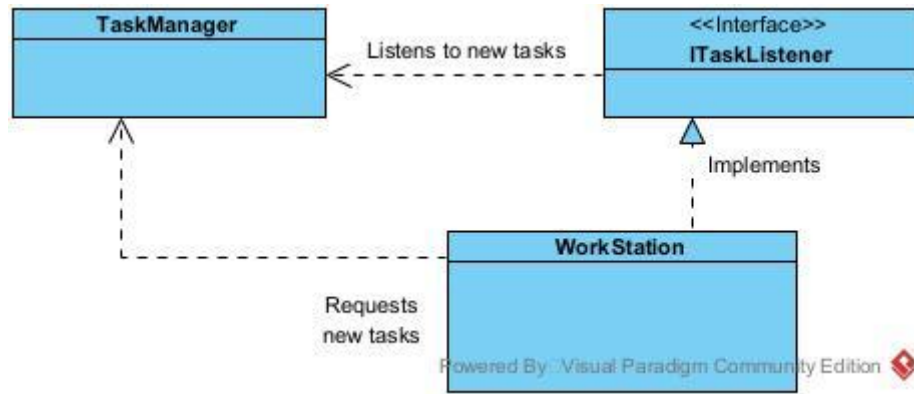 TaskManager
Listens to new tasks
<<Interface>>
ITaskListener
Implements
WorkStation
Requests
new tasks
Powered By Visual Paradigm Community Edition